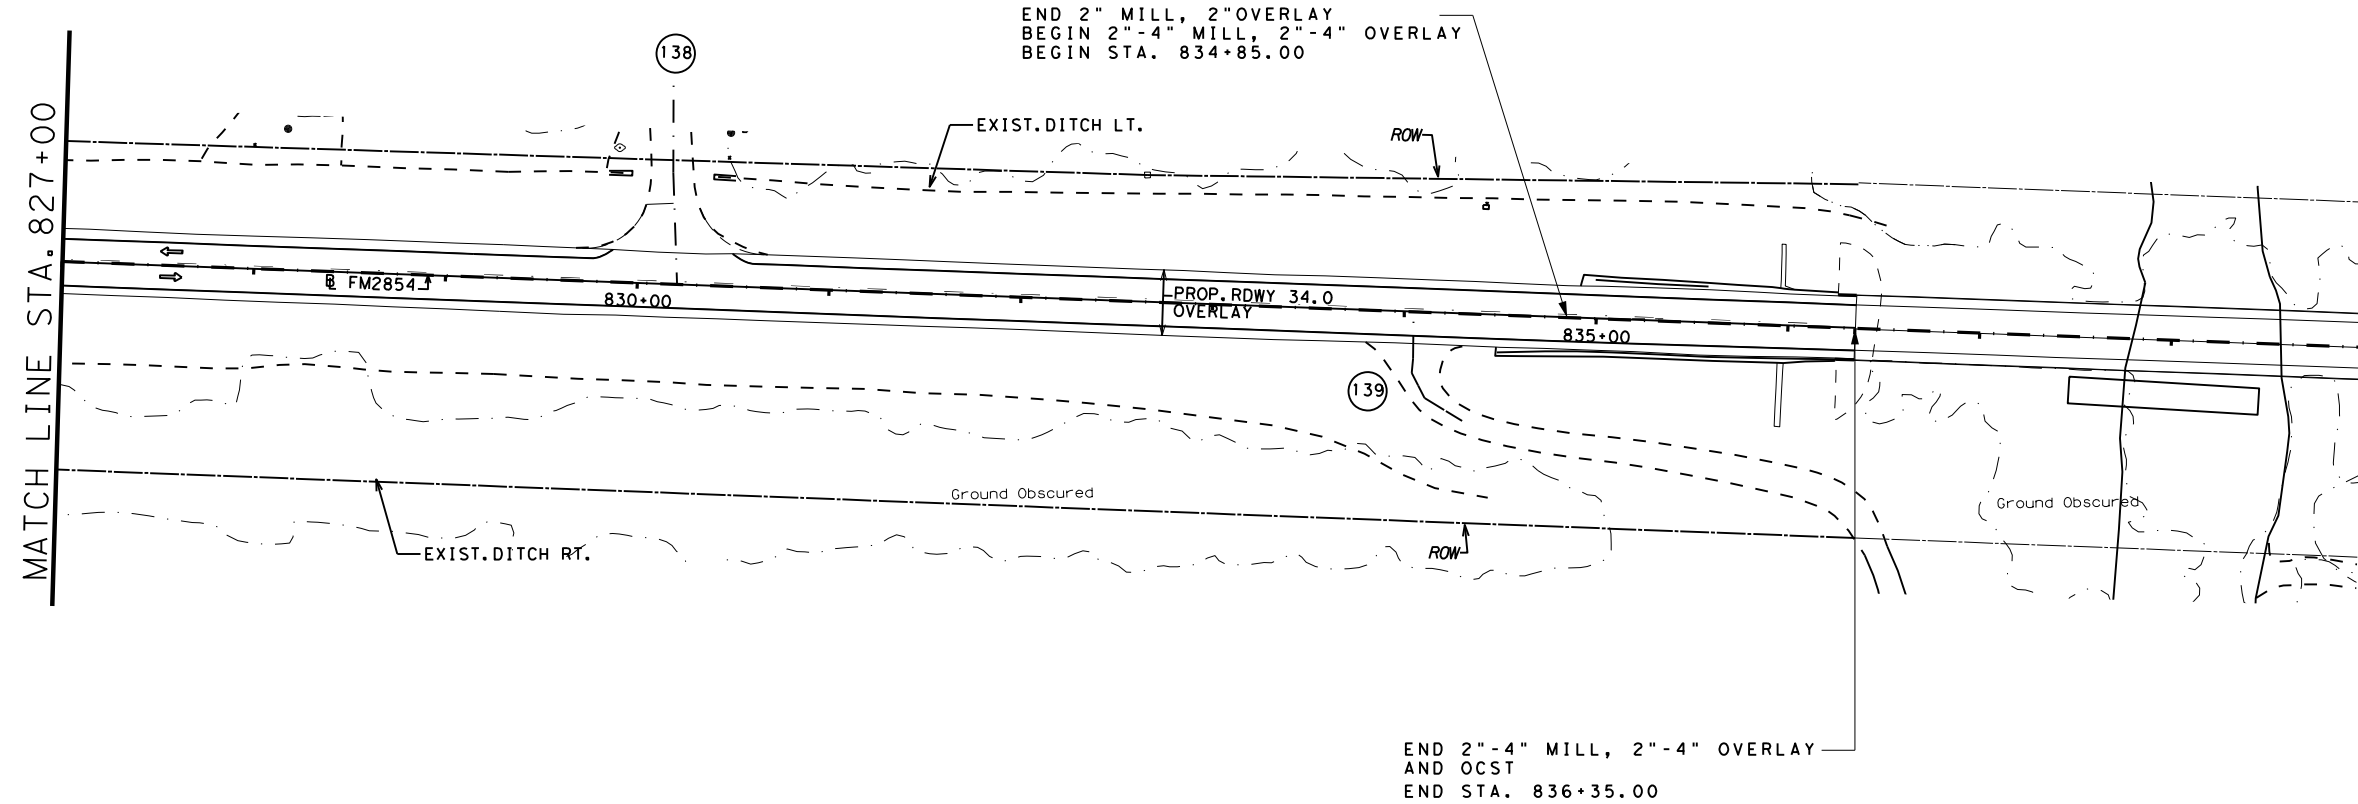 END 2" MILL, 2"OVERLAY
BEGIN 2"-4" MILL, 2"-4" OVERLAY
BEGIN STA. 834+85.00
138
MATCH LINE STA. 827+00
EXIST.DITCH LT.
ROW
FM2854
830+00
PROP.RDWY 34.0
OVERLAY
835+00
139
Ground Obscured
Ground Obscured
EXIST.DITCH RT.
ROW
END 2"-4" MILL, 2"-4" OVERLAY
AND OCST
END STA. 836+35.00